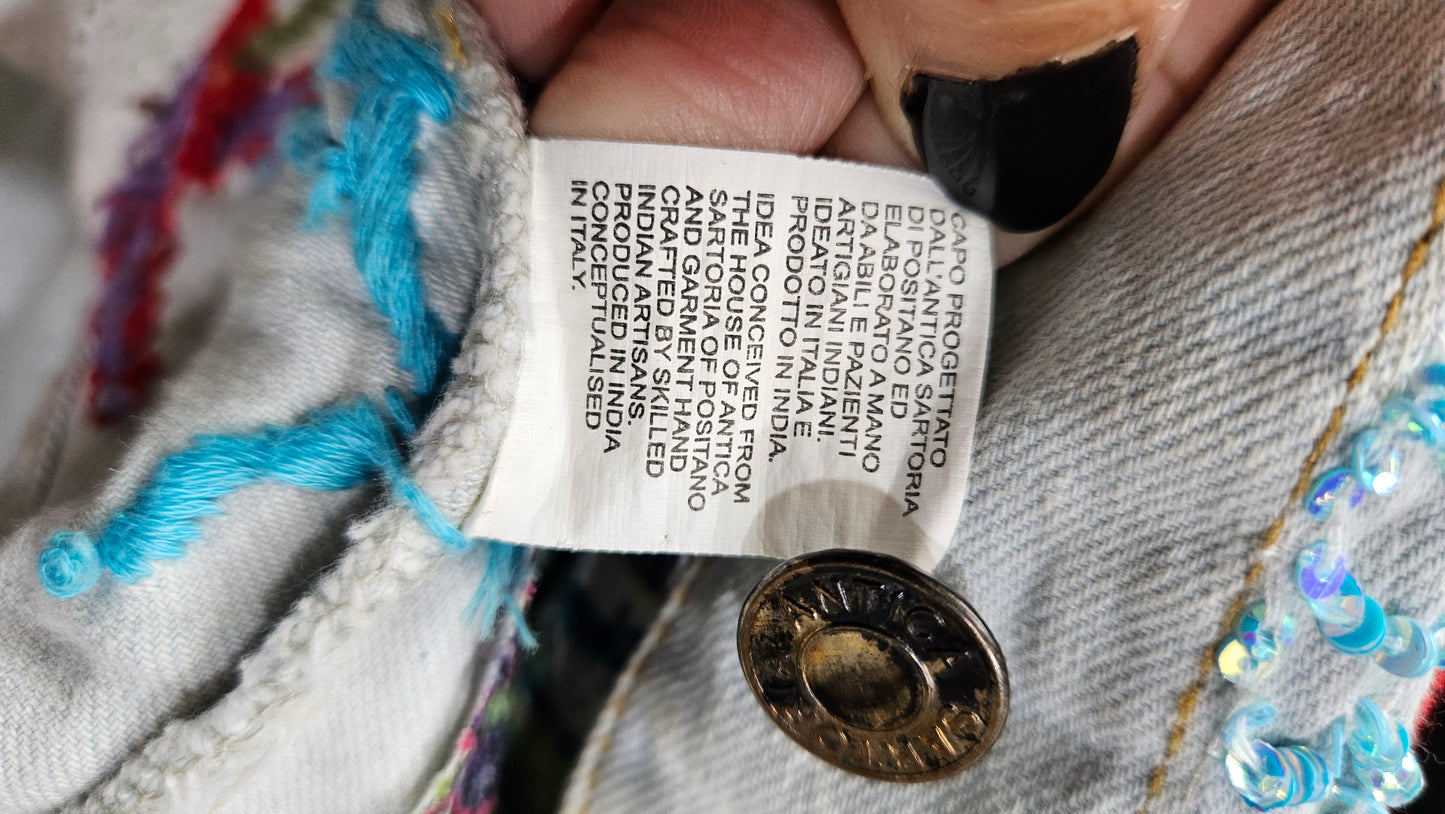 CAPO PROGETTATO
DALL'ANTICA SARTORIA
DI POSITANO ED
ELABORATO A MANO
DA ABILI E PAZIENTI
ARTIGIANI INDIANI.
IDEATO IN ITALIA E
PRODOTTO IN INDIA.
IDEA CONCEIVED FROM
THE HOUSE OF ANTICA
SARTORIA OF POSITANO
AND GARMENT HAND
CRAFTED BY SKILLED
INDIAN ARTISANS.
PRODUCED IN INDIA
CONCEPTUALISED
IN ITALY.
ANTICA